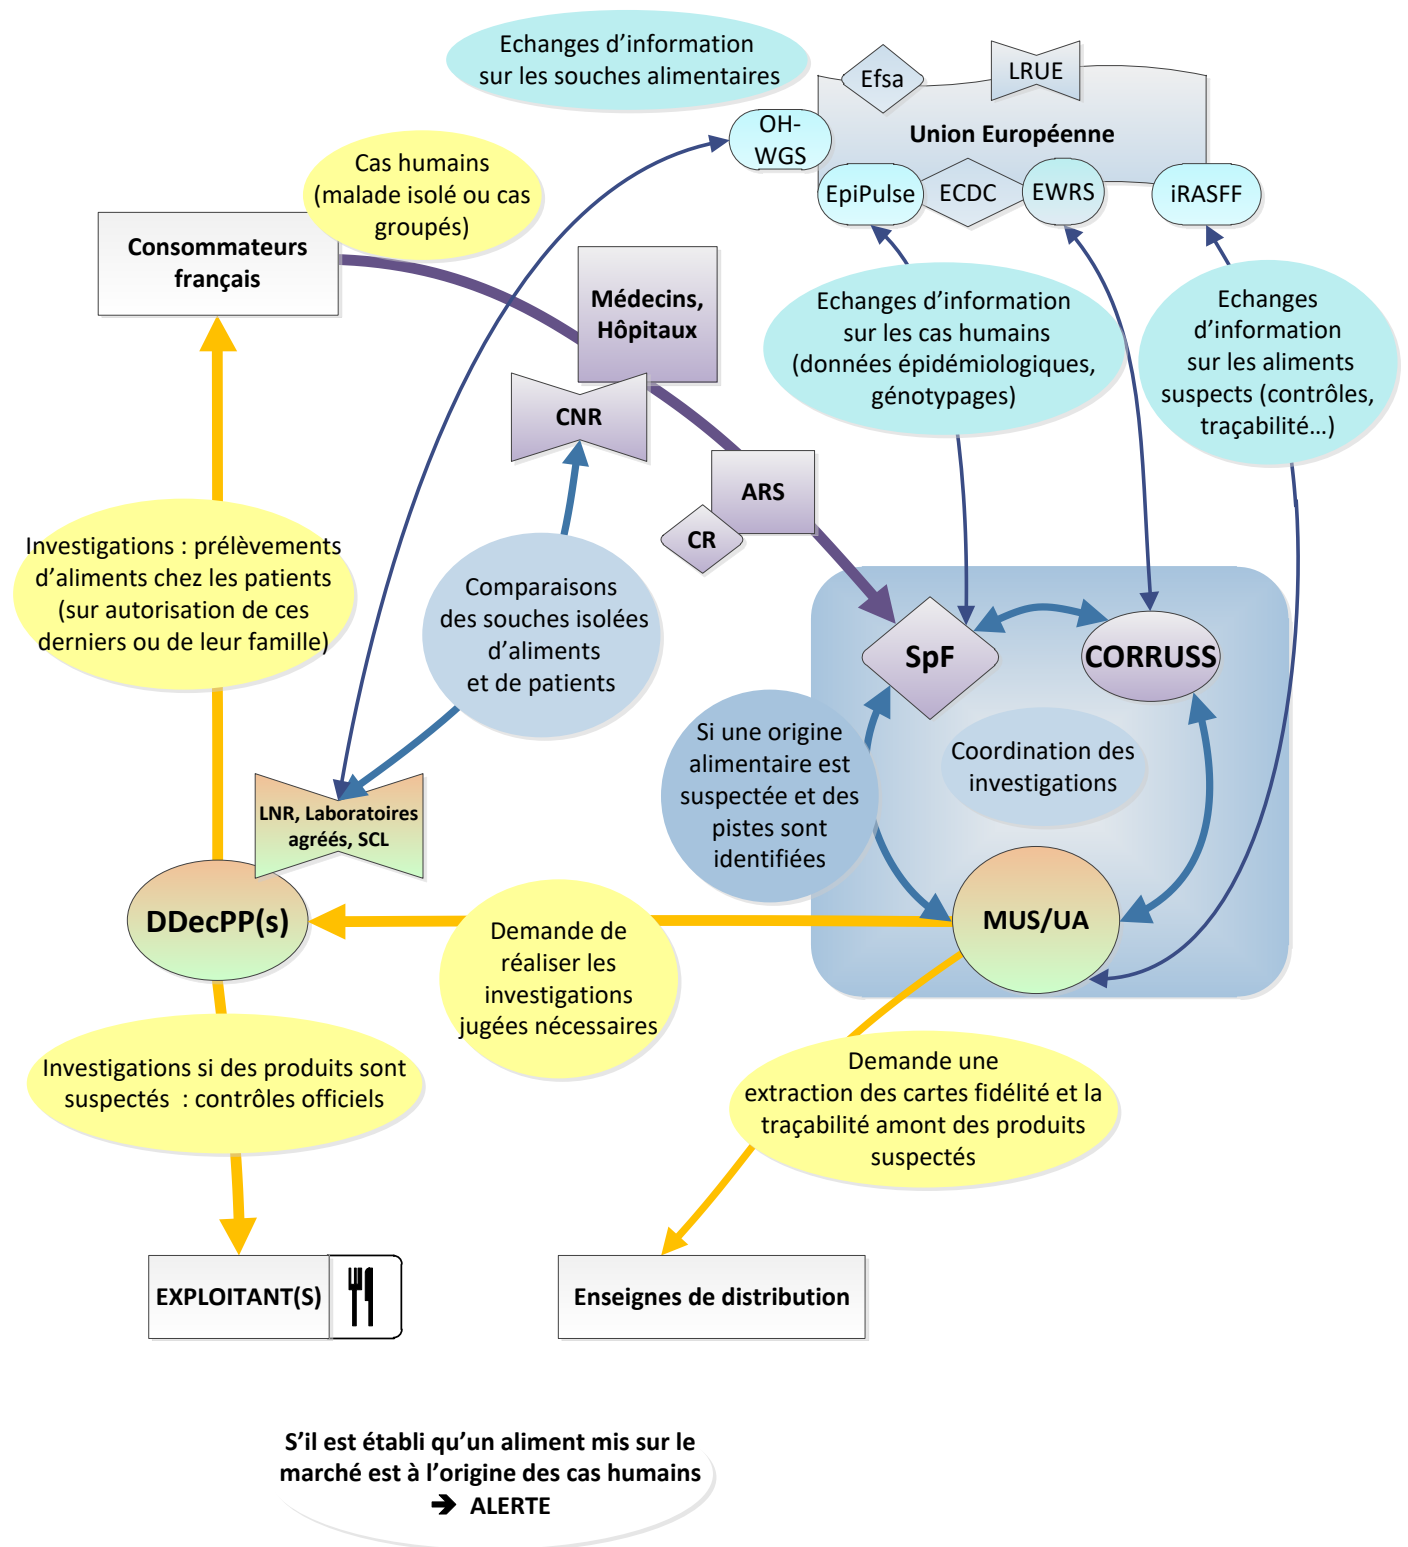 Echanges d’information
sur les souches alimentaires
Efsa
LRUE
Union Européenne
OH-
WGS
EpiPulse
ECDC
EWRS
iRASFF
Cas humains
(malade isolé ou cas
groupés)
Consommateurs
français
Médecins,
Hôpitaux
Echanges d’information
sur les cas humains
(données épidémiologiques,
génotypages)
Echanges
d’information
sur les aliments
suspects (contrôles,
traçabilité…)
CNR
ARS
CR
Investigations : prélèvements
d’aliments chez les patients
(sur autorisation de ces
derniers ou de leur famille)
Comparaisons
des souches isolées
d’aliments
et de patients
SpF
CORRUSS
Si une origine
alimentaire est
suspectée et des
pistes sont
identifiées
Coordination des
investigations
LNR, Laboratoires
agréés, SCL
DDecPP(s)
MUS/UA
Demande de
réaliser les
investigations
jugées nécessaires
Investigations si des produits sont
suspectés  : contrôles officiels
Demande une
extraction des cartes fidélité et la
traçabilité amont des produits
suspectés
EXPLOITANT(S)
Enseignes de distribution
S’il est établi qu’un aliment mis sur le
marché est à l’origine des cas humains
➔ ALERTE